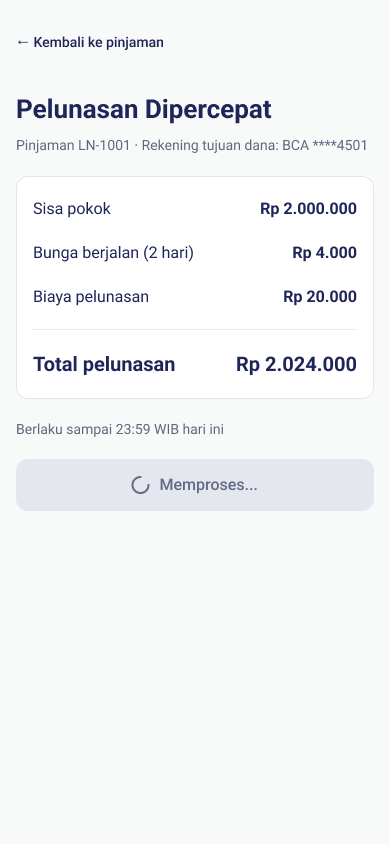 ← Kembali ke pinjaman
Pelunasan Dipercepat
Pinjaman LN-1001 · Rekening tujuan dana: BCA ****4501
Sisa pokok Rp 2.000.000
Bunga berjalan (2 hari) Rp 4.000
Biaya pelunasan Rp 20.000
Total pelunasan Rp 2.024.000
Berlaku sampai 23:59 WIB hari ini
Memproses...